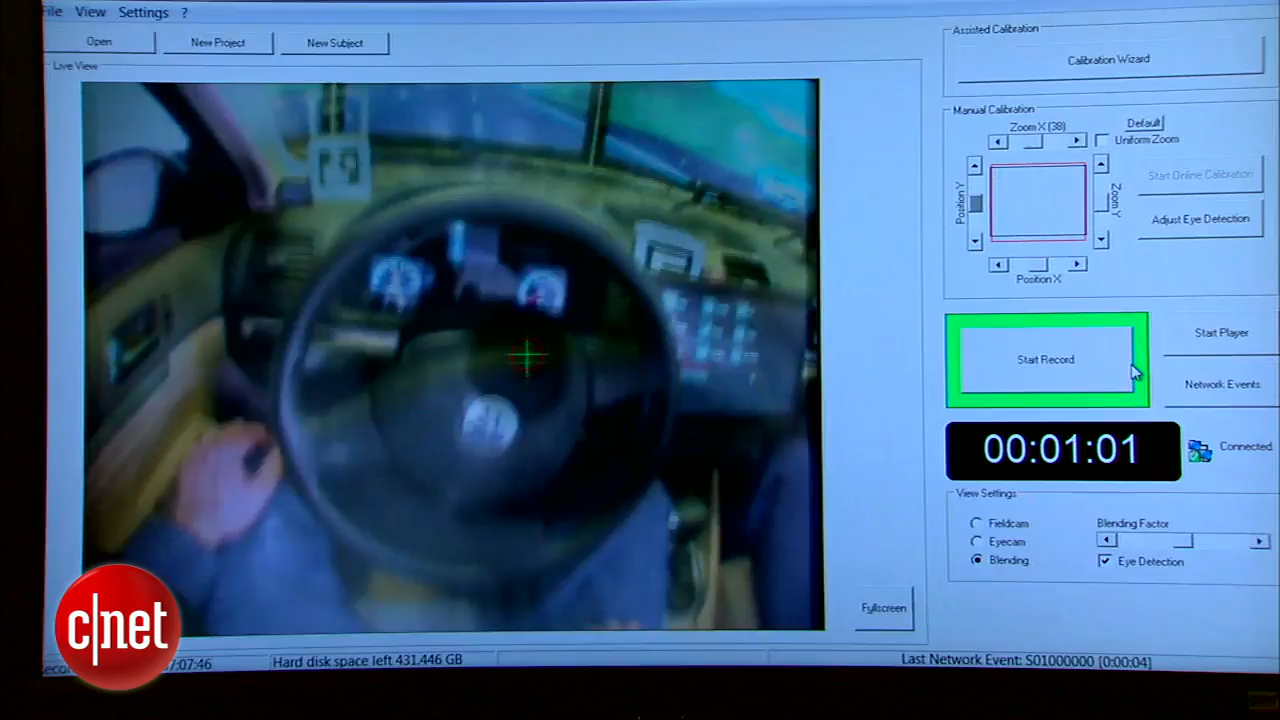 File View Settings ?
Open New Project New Subject
Live View
Assisted Calibration
Calibration Wizard
Manual Calibration
Zoom X (38)
Default
Uniform Zoom
Position Y
Zoom Y
Position X
Start Online Calibration
Adjust Eye Detection
Start Record
Start Player
Network Events
00:01:01
Connected
View Settings
Fieldcam
Eyecam
Blending
Blending Factor
Eye Detection
Fullscreen
c|net
7:07:46
Hard disk space left 431.446 GB
Last Network Event: S01000000 [0:00:04]